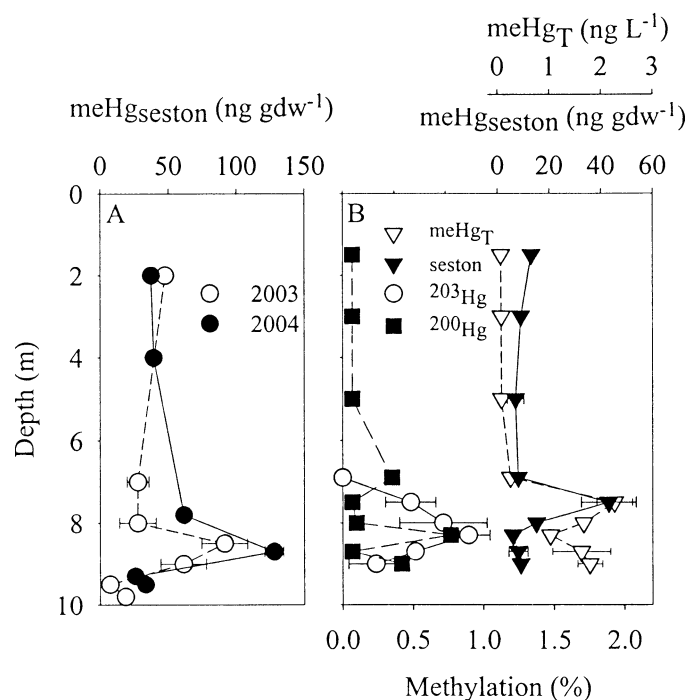 meHgT (ng L-1)
0 1 2 3
meHgseston (ng gdw-1)
meHgseston (ng gdw-1)
0 50 100 150
0 20 40 60
0
2
4
6
8
10
Depth (m)
A
2003
2004
B
meHgT
seston
203Hg
200Hg
0.0 0.5 1.0 1.5 2.0
Methylation (%)